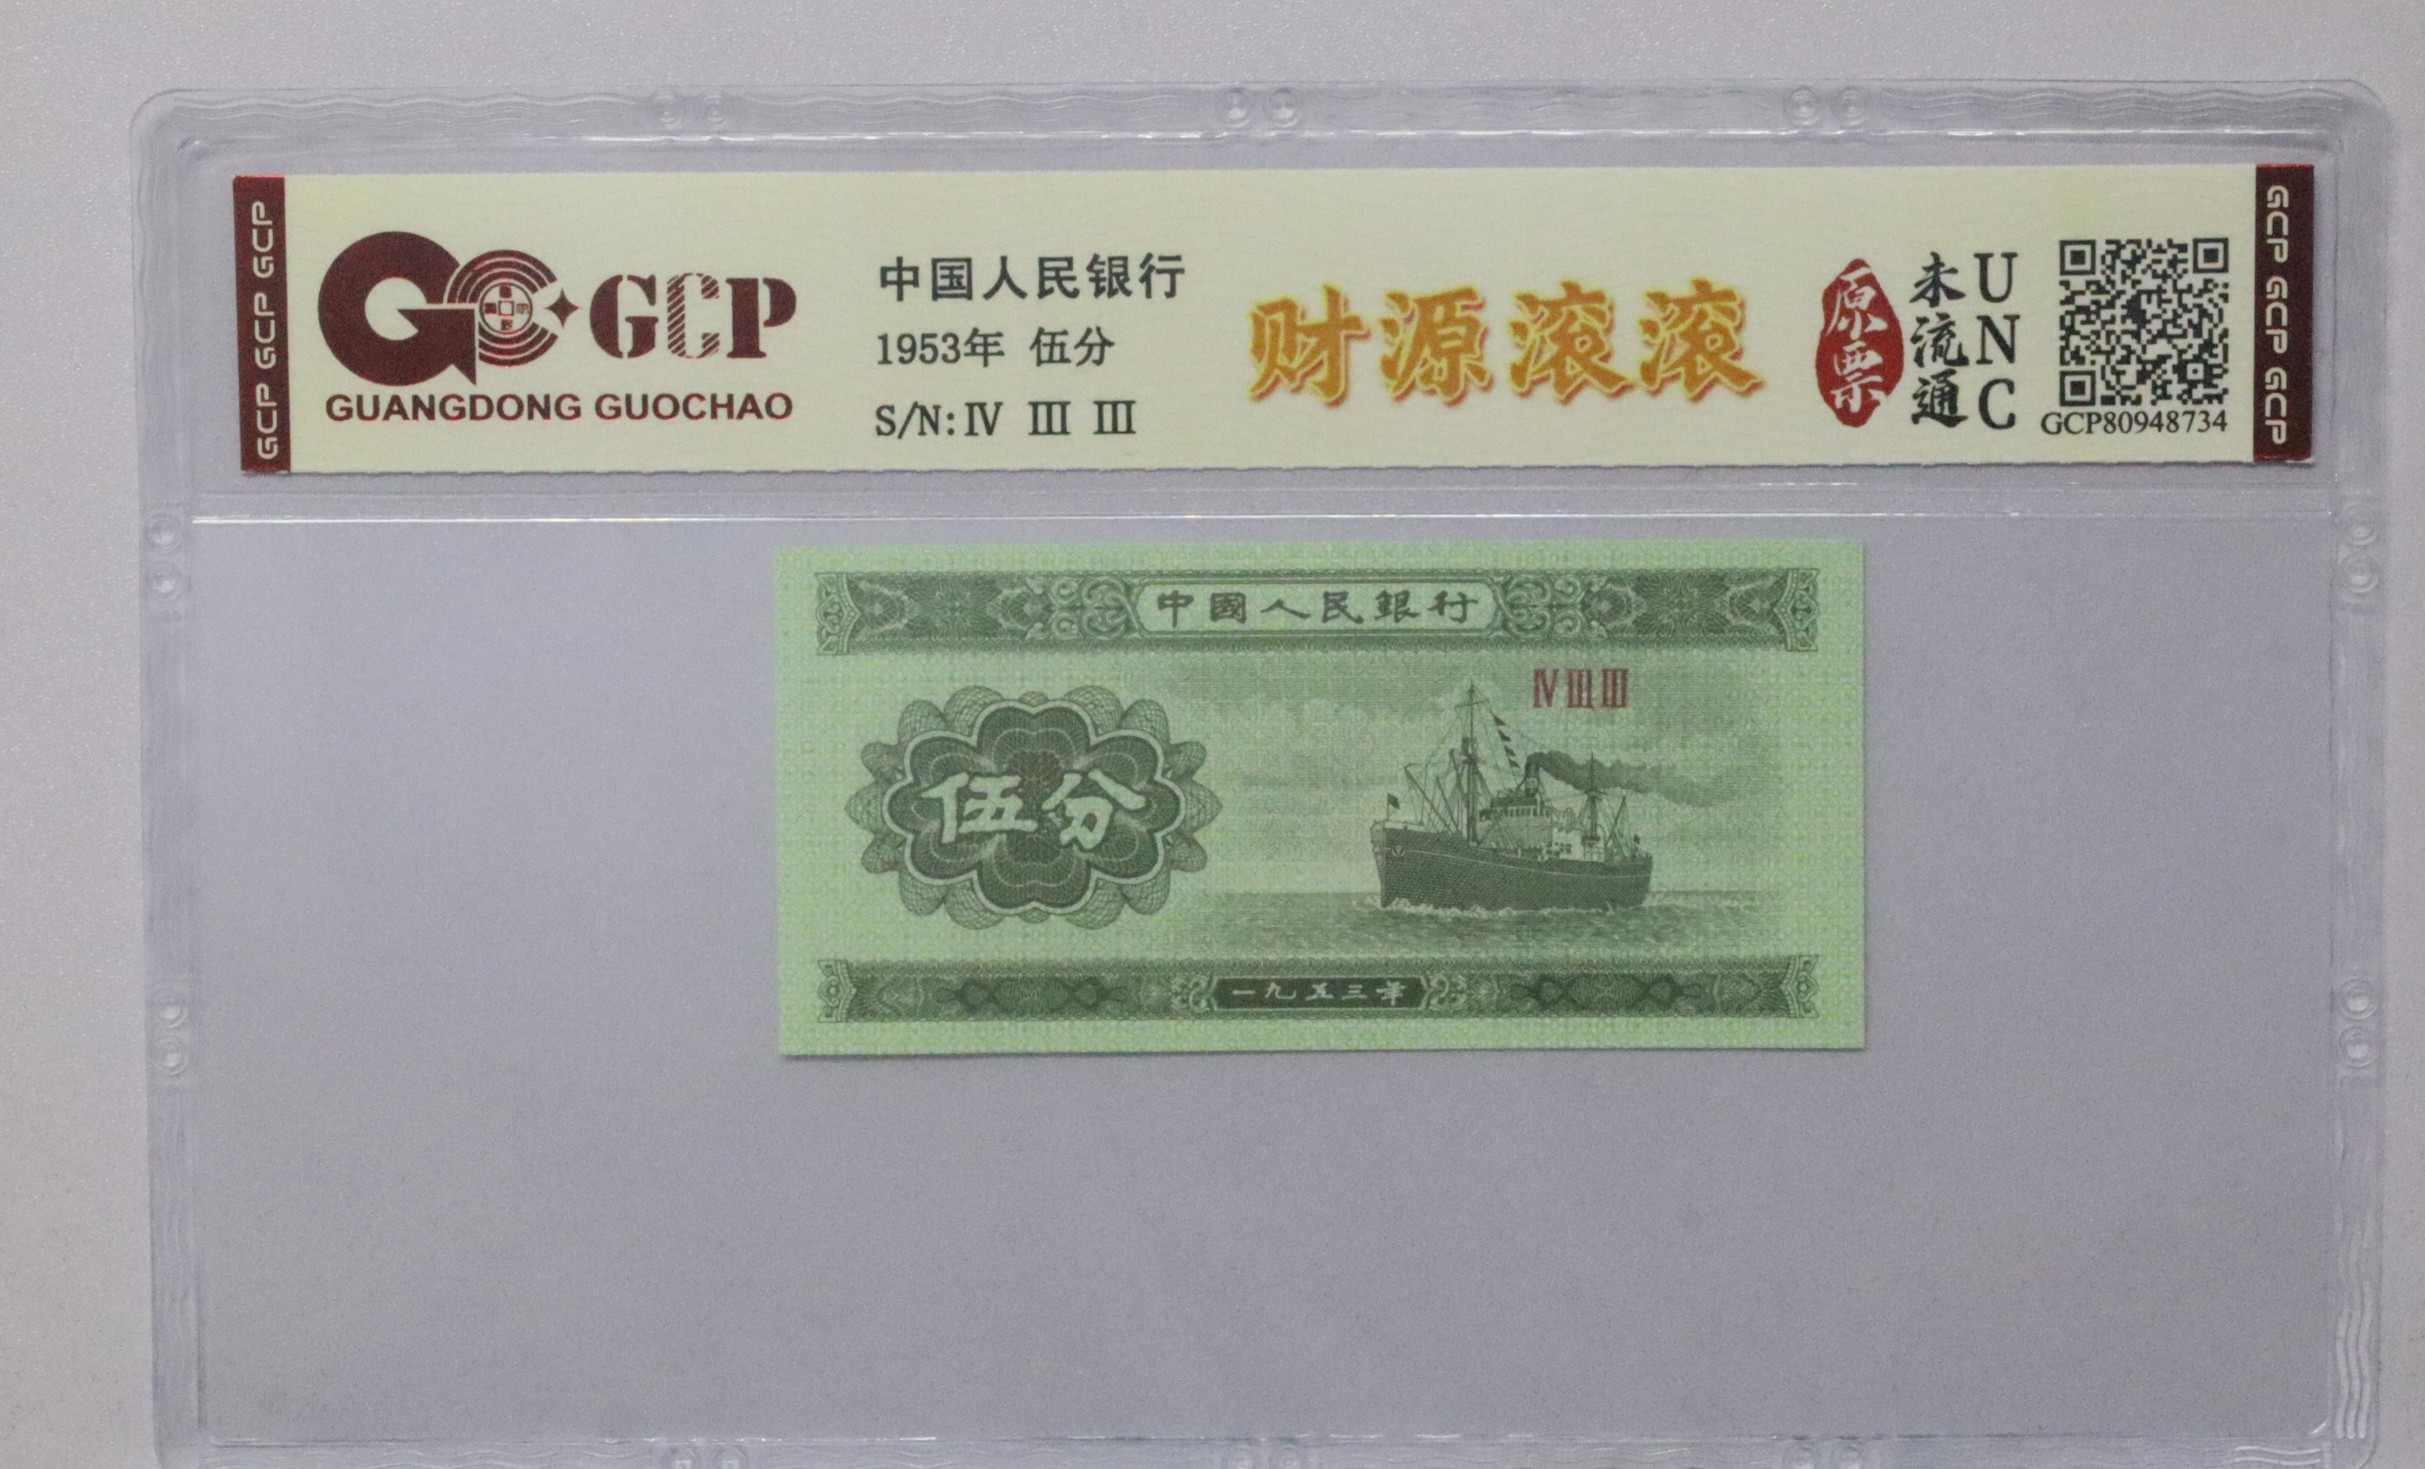 GCP GCP GCP
GCP
GUANGDONG GUOCHAO
中国人民银行
1953年 伍分
S/N: Ⅳ Ⅲ Ⅲ
财源滚滚
原票
未流通
UNC
GCP80948734
GCP GCP GCP
中國人民銀行
Ⅳ Ⅲ Ⅲ
伍分
一九五三年